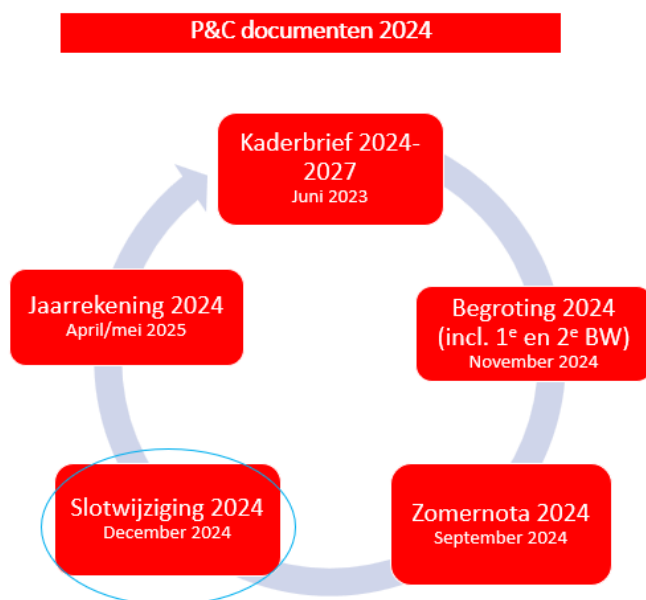 P&C documenten 2024
Kaderbrief 2024-
2027
Juni 2023
Jaarrekening 2024
April/mei 2025
Begroting 2024
(incl. 1e en 2e BW)
November 2024
Slotwijziging 2024
December 2024
Zomernota 2024
September 2024